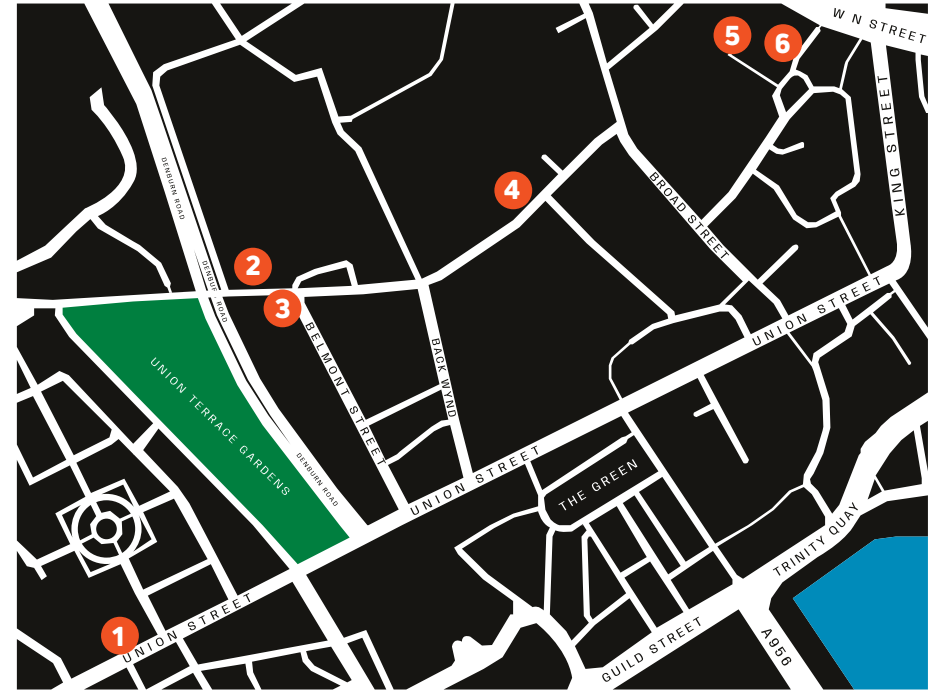 W N STREET
5
6
KING STREET
DENBURN ROAD
4
BROAD STREET
2
DENBURN ROAD
3
UNION STREET
BELMONT STREET
BACK WYND
UNION TERRACE GARDENS
UNION STREET
THE GREEN
DENBURN ROAD
TRINITY QUAY
1
UNION STREET
GUILD STREET
A956